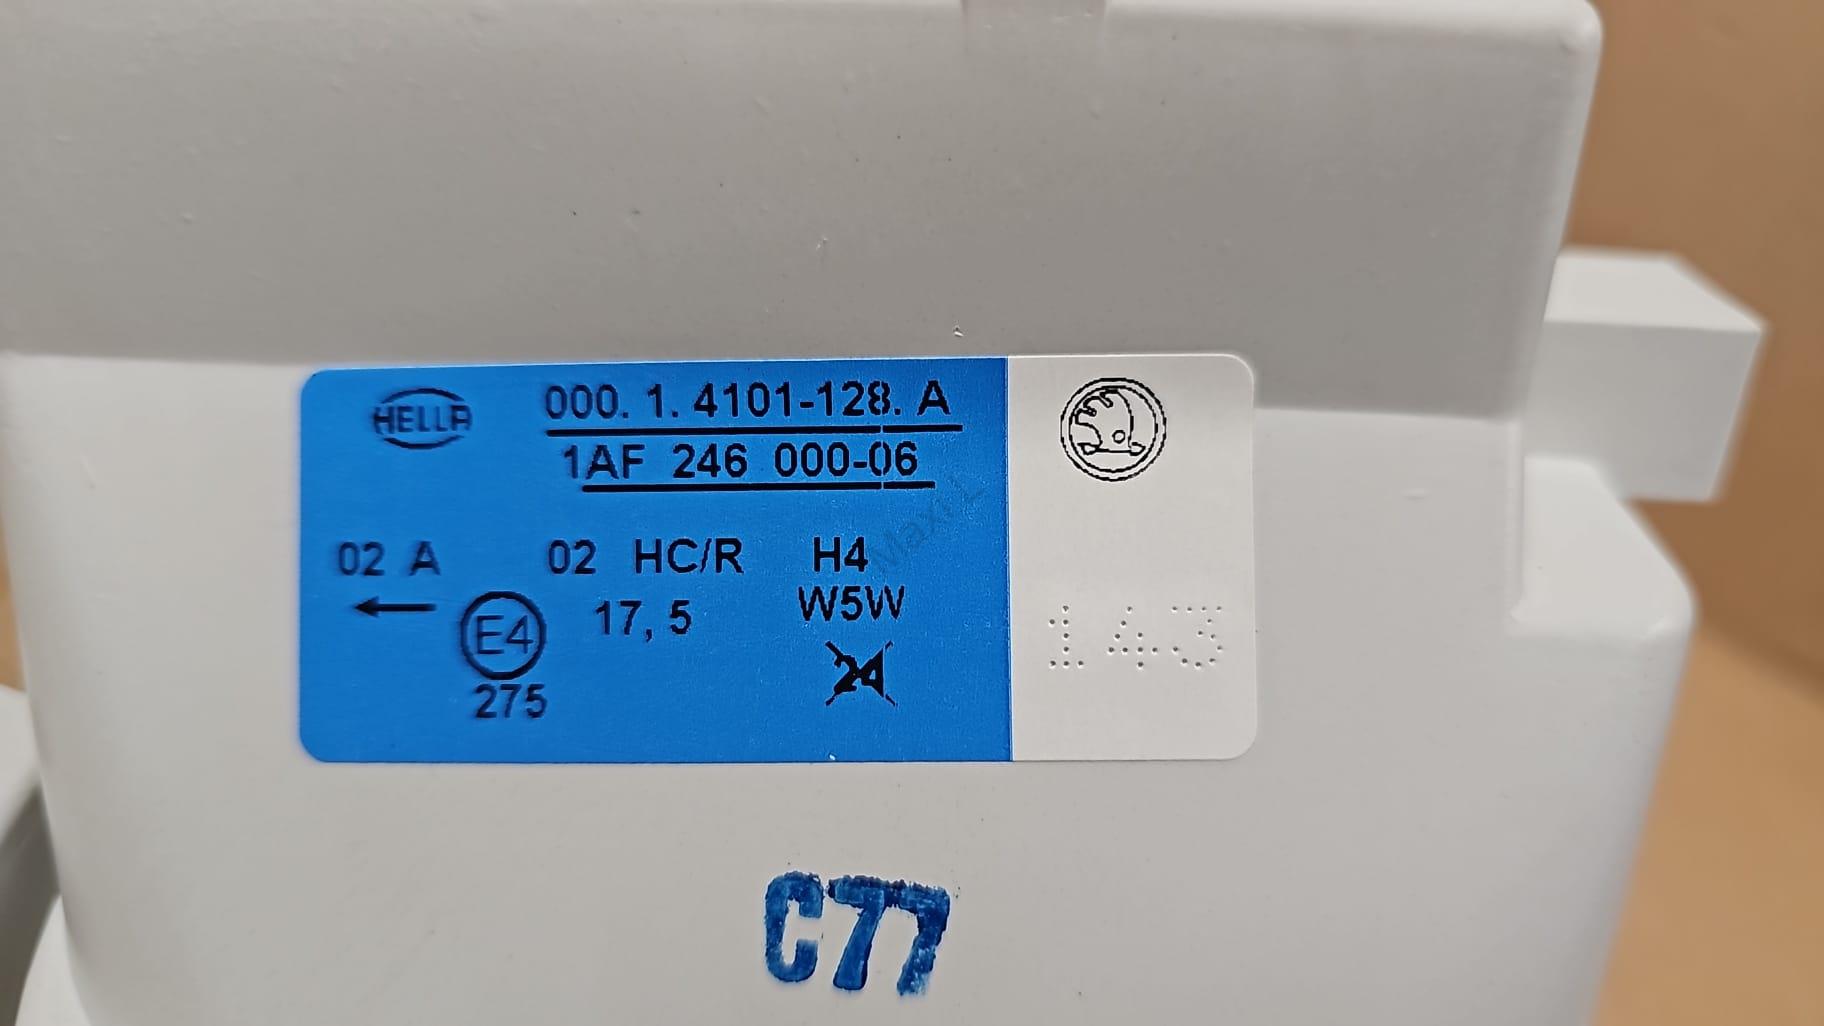 HELLA
000. 1. 4101-128. A
1AF 246 000-06
02 A 02 HC/R H4
17,5 W5W
E4
275
24
143
C77
Maxi L